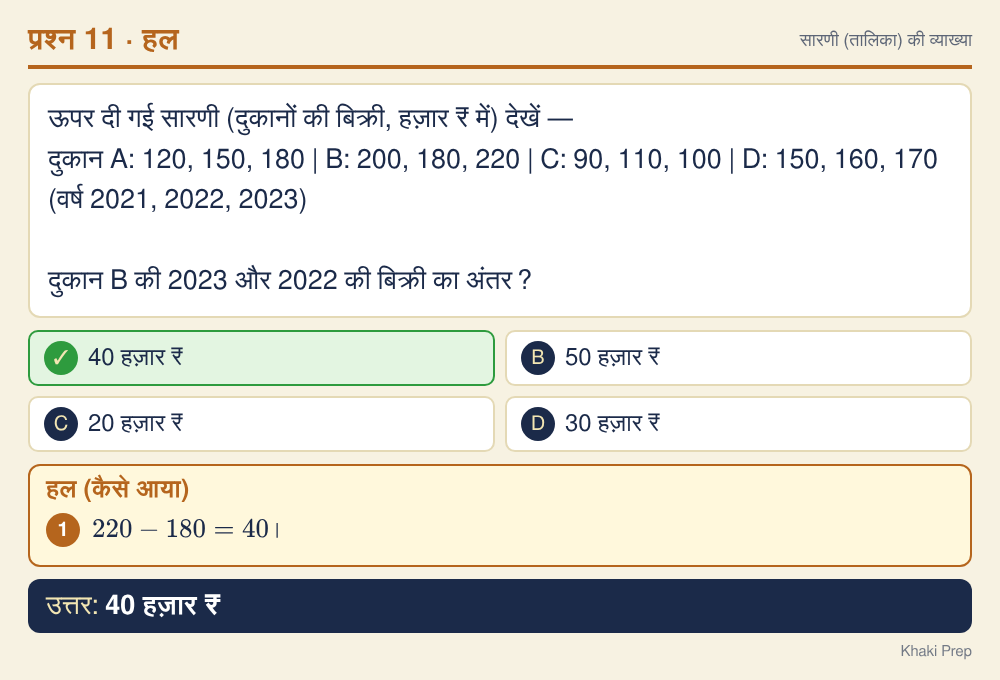 प्रश्न 11 · हल
सारणी (तालिका) की व्याख्या
ऊपर दी गई सारणी (दुकानों की बिक्री, हज़ार ₹ में) देखें —
दुकान A: 120, 150, 180 | B: 200, 180, 220 | C: 90, 110, 100 | D: 150, 160, 170
(वर्ष 2021, 2022, 2023)
दुकान B की 2023 और 2022 की बिक्री का अंतर ?
✓ 40 हज़ार ₹
B 50 हज़ार ₹
C 20 हज़ार ₹
D 30 हज़ार ₹
हल (कैसे आया)
1 220 − 180 = 40।
उत्तर: 40 हज़ार ₹
Khaki Prep